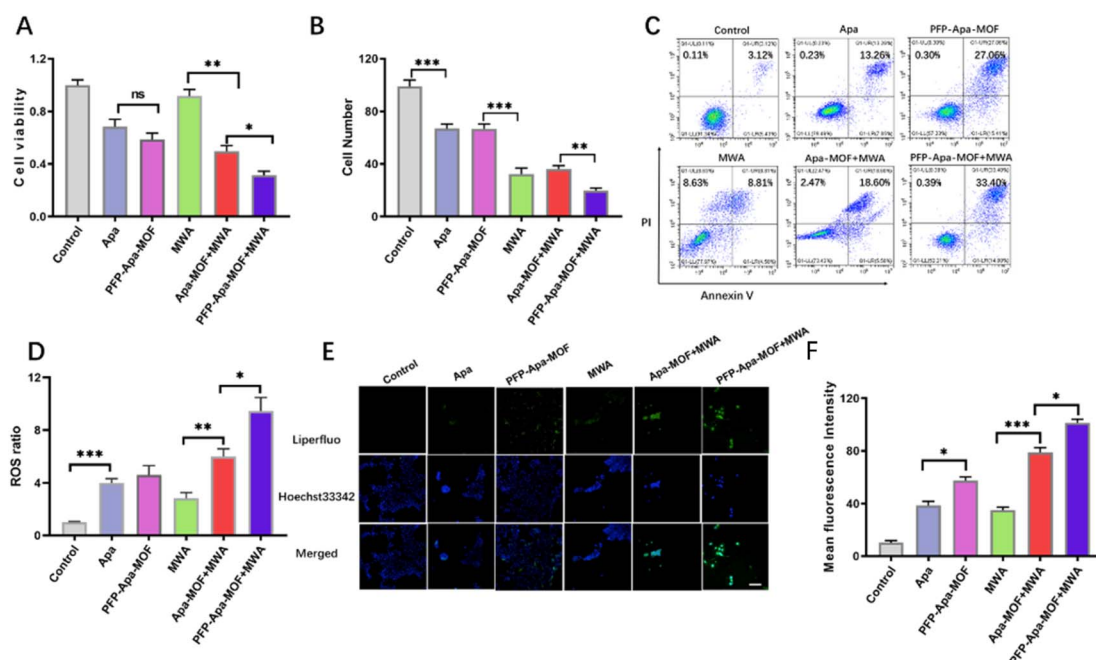 A
Cell viability
1.2
0.8
0.4
0.0
ns
**
*
Control
Apa
PFP-Apa-MOF
MWA
Apa-MOF+MWA
PFP-Apa-MOF+MWA
B
Cell Number
120
80
40
0
***
***
**
Control
Apa
PFP-Apa-MOF
MWA
Apa-MOF+MWA
PFP-Apa-MOF+MWA
C
Control
Apa
PFP-Apa-MOF
0.11%
3.12%
0.23%
13.26%
0.30%
27.06%
MWA
Apa-MOF+MWA
PFP-Apa-MOF+MWA
8.63%
8.81%
2.47%
18.60%
0.39%
33.40%
PI
Annexin V
D
ROS ratio
12
8
4
0
***
**
*
Control
Apa
PFP-Apa-MOF
MWA
Apa-MOF+MWA
PFP-Apa-MOF+MWA
E
Control
Apa
PFP-Apa-MOF
MWA
Apa-MOF+MWA
PFP-Apa-MOF+MWA
Liperfluo
Hoechst33342
Merged
F
Mean fluorescence Intensity
120
80
40
0
*
***
*
Control
Apa
PFP-Apa-MOF
MWA
Apa-MOF+MWA
PFP-Apa-MOF+MWA